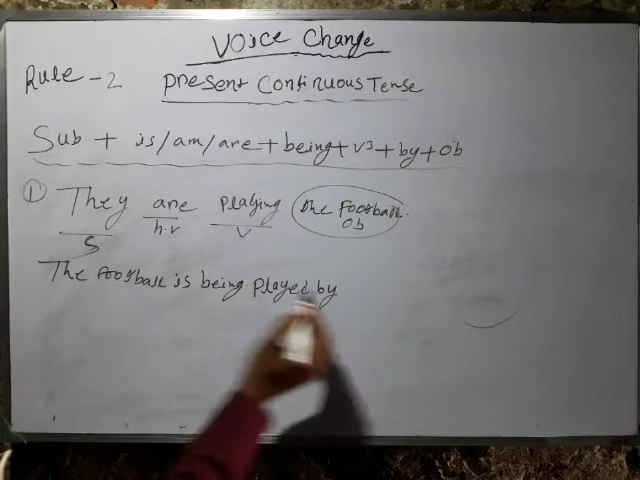 Voice Change
Rule - 2 Present Continuous Tense
Sub + is/am/are + being + v3 + by + ob
① They are playing the Football.
S h.v v ob
The Football is being played by